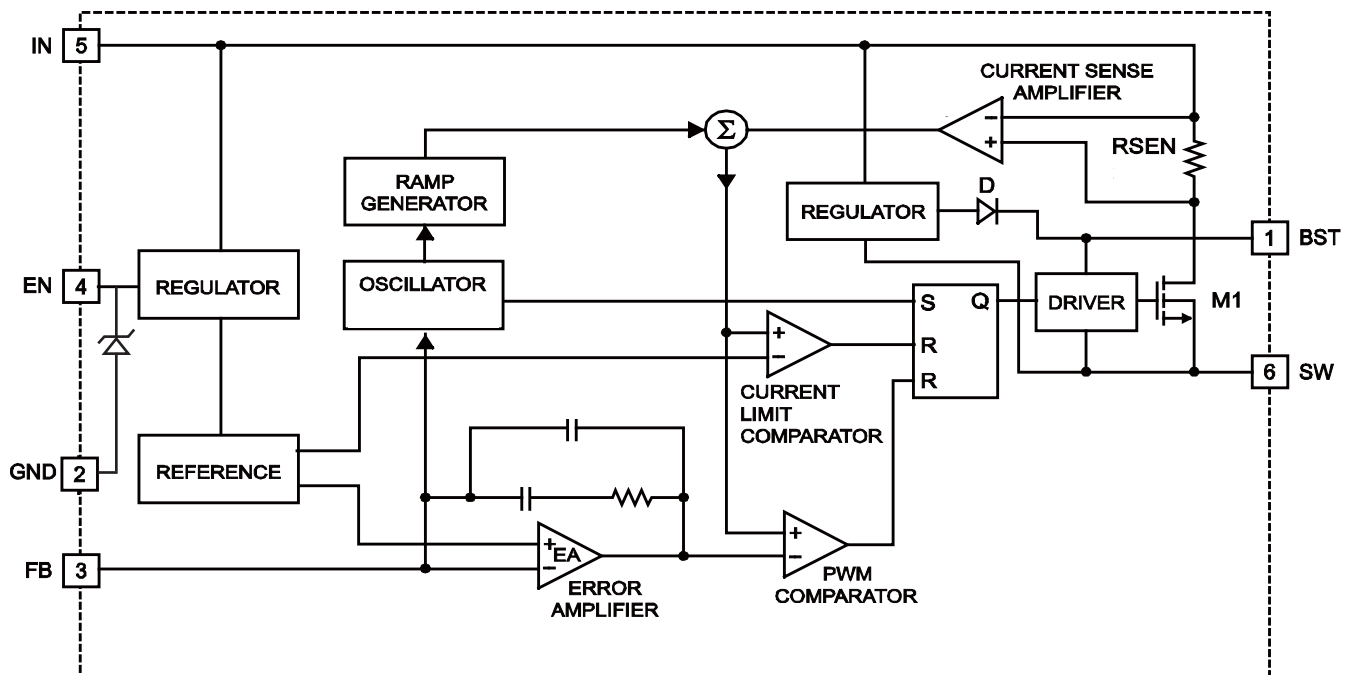 IN 5
CURRENT SENSE
AMPLIFIER
Σ
−
+
RSEN
RAMP
GENERATOR
D
REGULATOR
1 BST
EN 4
REGULATOR
OSCILLATOR
S Q
DRIVER
M1
+
−
R
R
6 SW
CURRENT
LIMIT
COMPARATOR
GND 2
REFERENCE
+
EA
−
+
−
FB 3
ERROR
AMPLIFIER
PWM
COMPARATOR